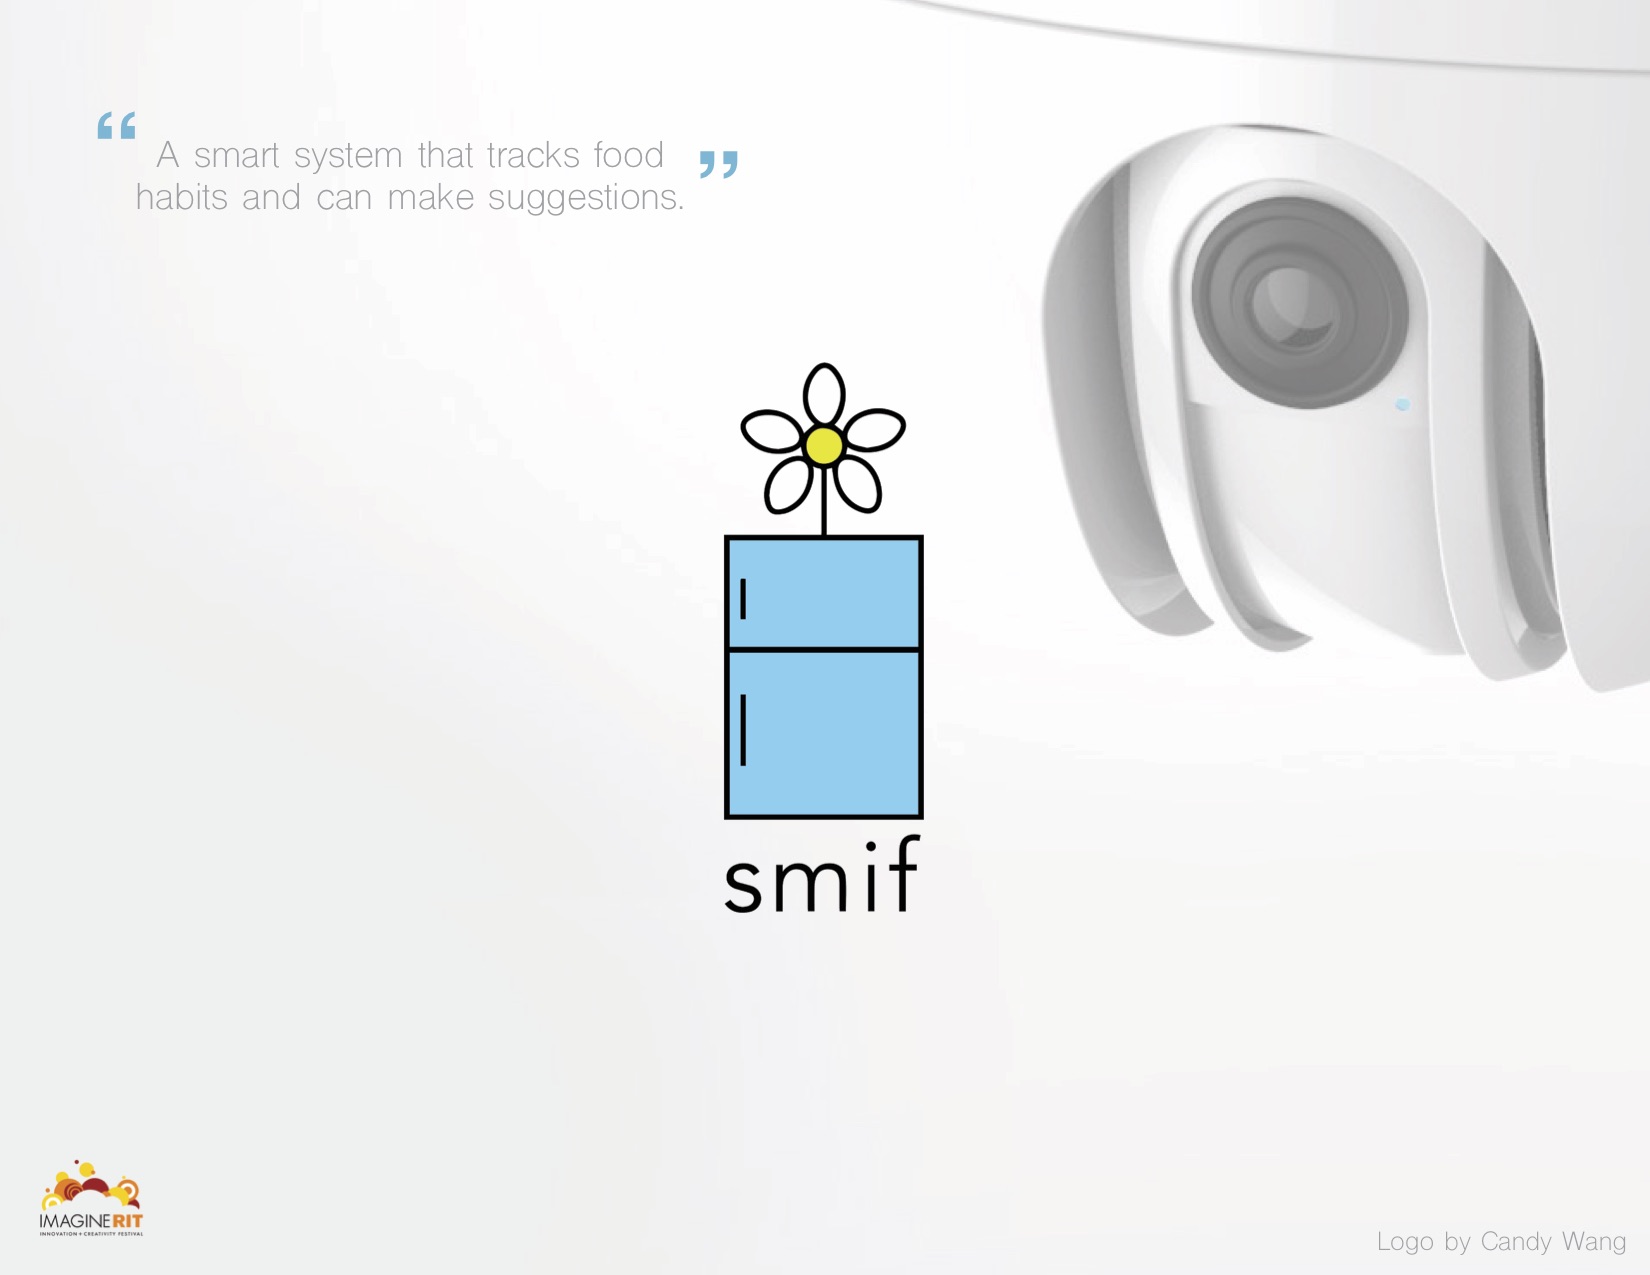 “ A smart system that tracks food ”
habits and can make suggestions.
smif
IMAGINE RIT
INNOVATION + CREATIVITY FESTIVAL
Logo by Candy Wang